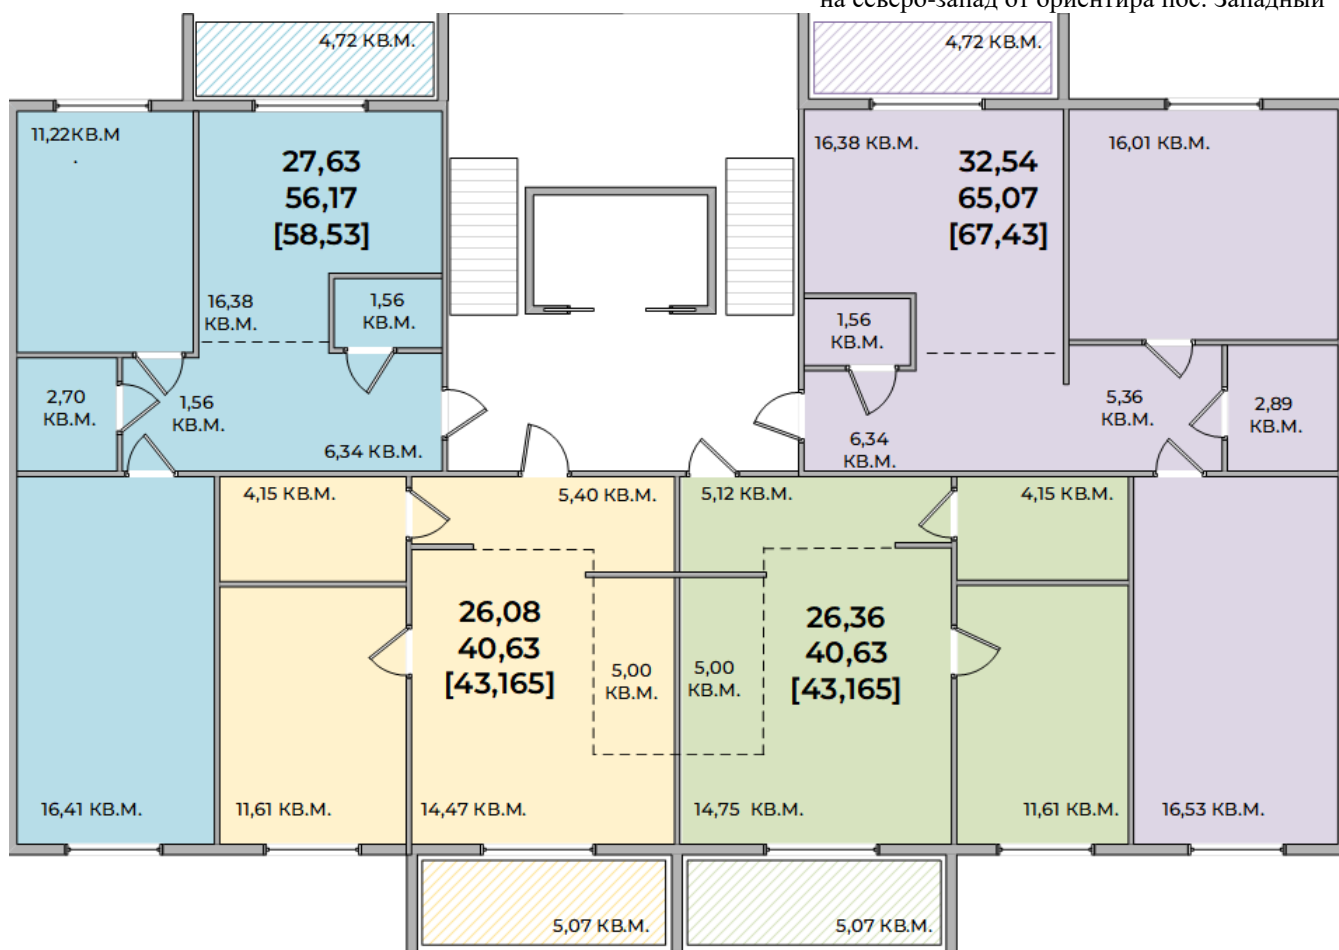 на северо-запад от ориентира пос. Западный
4,72 КВ.М.
4,72 КВ.М.
11,22КВ.М
.
27,63
56,17
[58,53]
16,38 КВ.М.
32,54
65,07
[67,43]
16,01 КВ.М.
16,38
КВ.М.
1,56
КВ.М.
1,56
КВ.М.
2,70
КВ.М.
1,56
КВ.М.
6,34 КВ.М.
6,34
КВ.М.
5,36
КВ.М.
2,89
КВ.М.
4,15 КВ.М.
5,40 КВ.М.
5,12 КВ.М.
4,15 КВ.М.
26,08
40,63
[43,165]
5,00
КВ.М.
5,00
КВ.М.
26,36
40,63
[43,165]
16,41 КВ.М.
11,61 КВ.М.
14,47 КВ.М.
14,75 КВ.М.
11,61 КВ.М.
16,53 КВ.М.
5,07 КВ.М.
5,07 КВ.М.